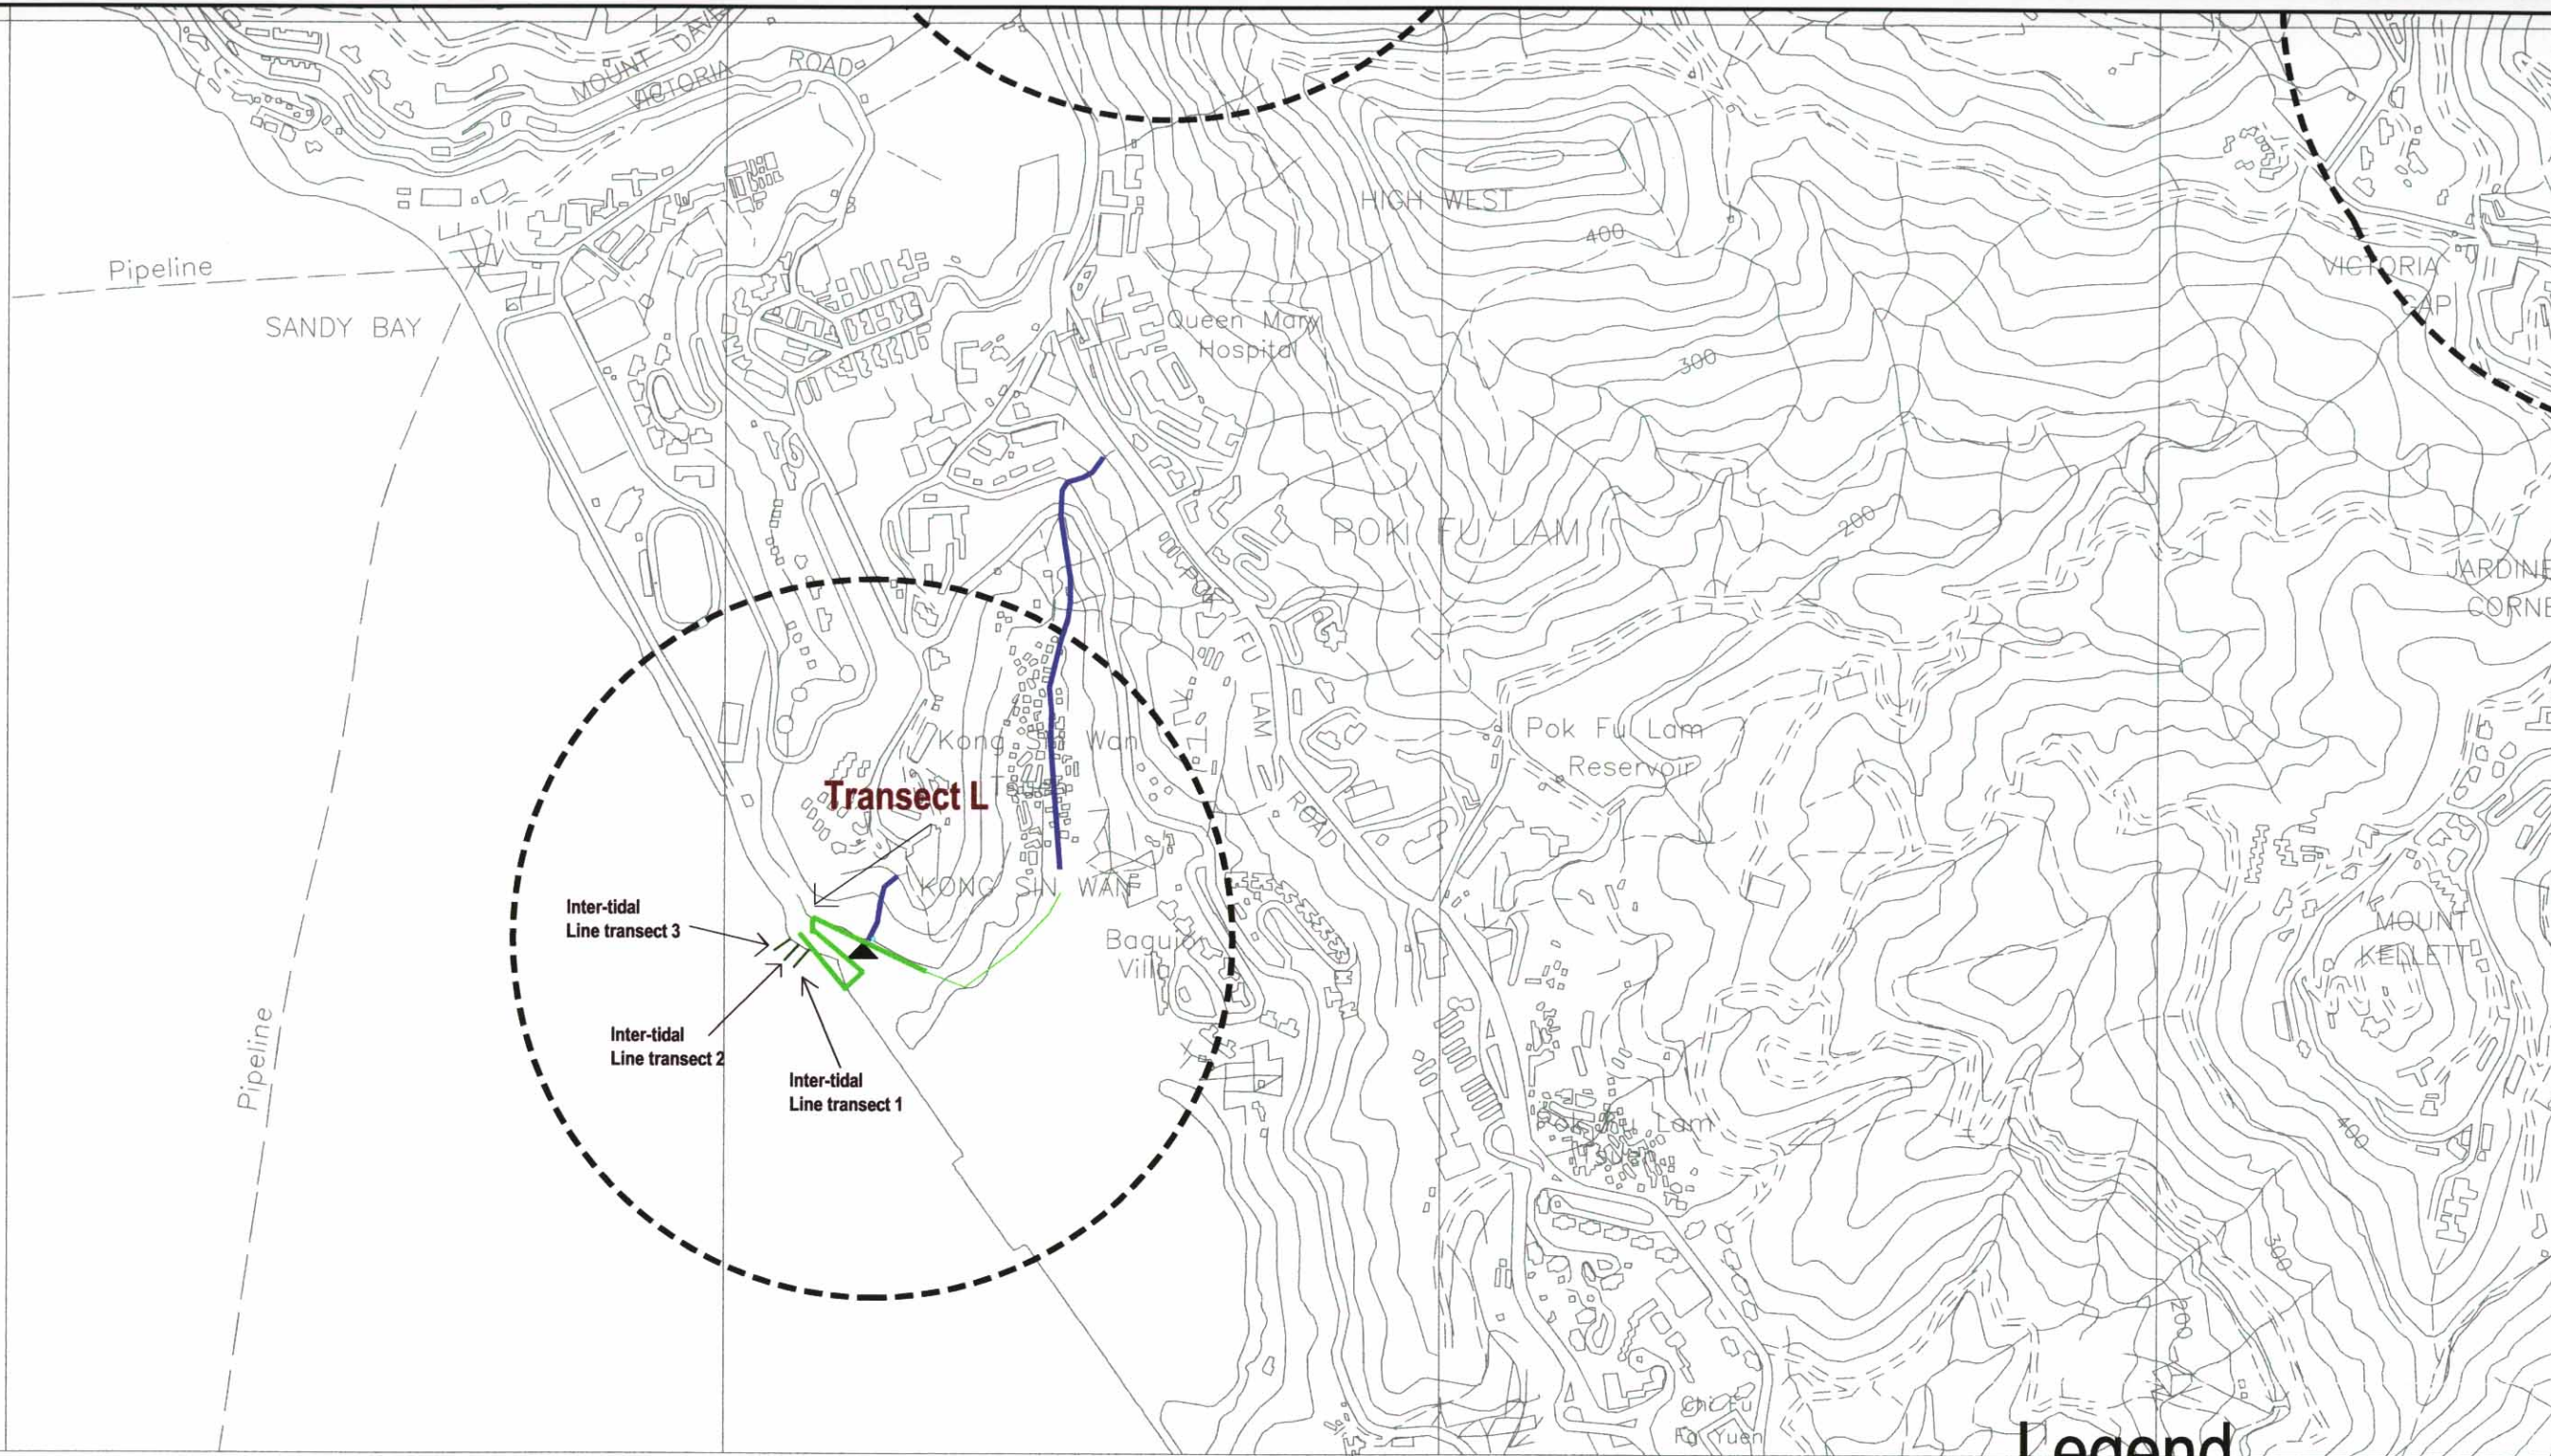 MOUNT DAVIS
VICTORIA
ROAD
HIGH WEST
400
Pipeline
SANDY BAY
Queen Mary
Hospital
300
VICTORIA
GAP
POK FU LAM
200
POK FU LAM ROAD
JARDINE
CORNE
Kong Sin Wan
Tsuen
Transect L
Pok Fu Lam
Reservoir
KONG SIN WAN
Inter-tidal
Line transect 3
Baguio
Villa
MOUNT
KELLETT
Pipeline
Inter-tidal
Line transect 2
Inter-tidal
Line transect 1
Pok Fu Lam
Tsuen
400
300
200
Chi Fu
Fa Yuen
Legend